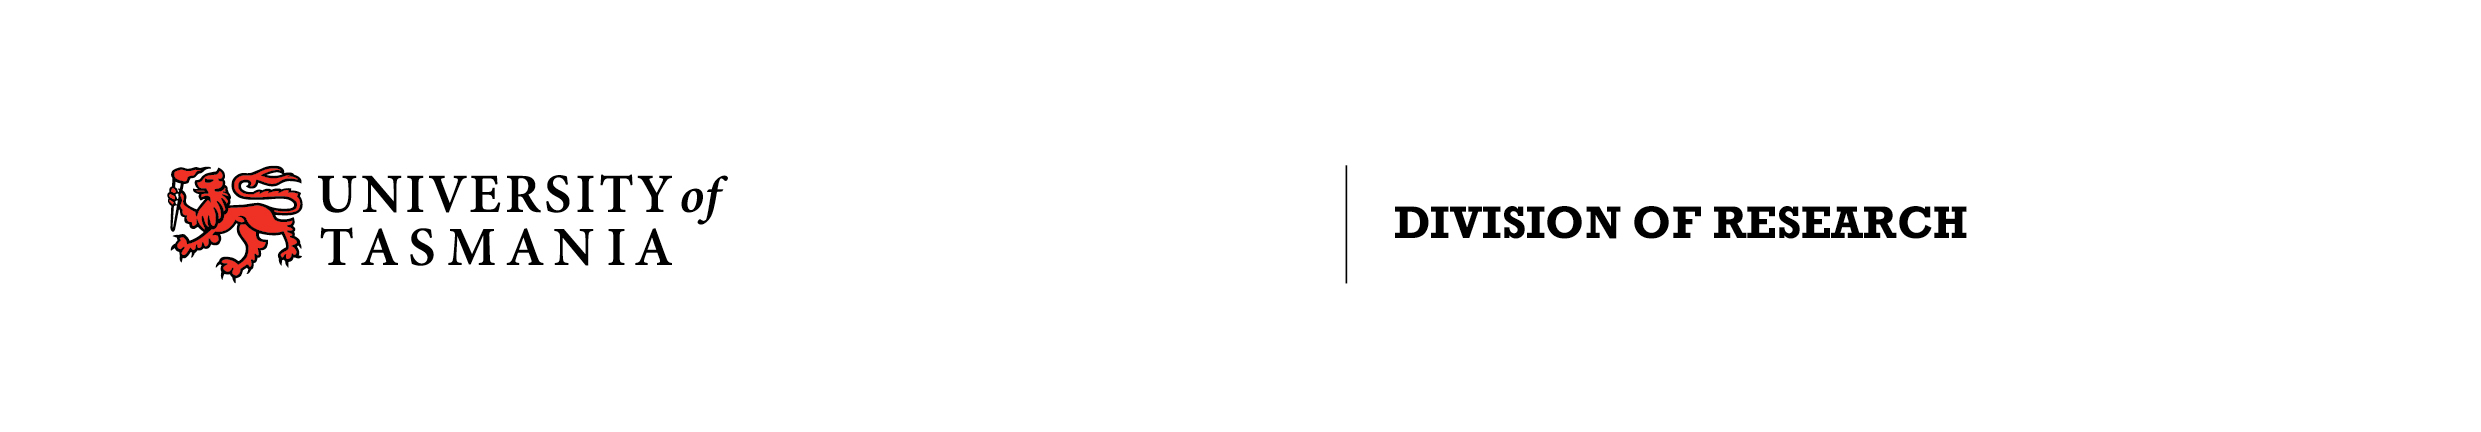 UNIVERSITY of
TASMANIA
DIVISION OF RESEARCH